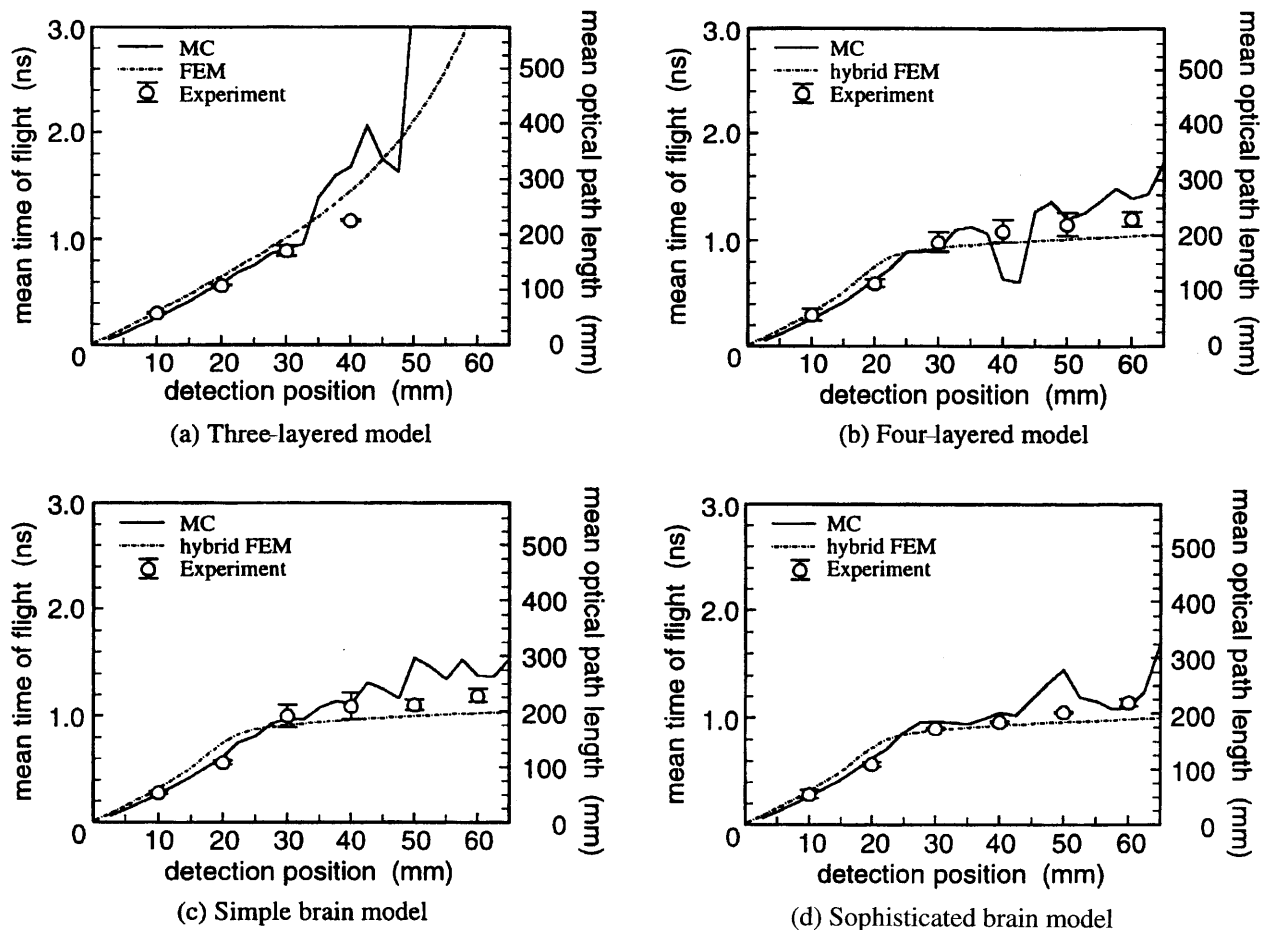 3.0
2.0
1.0
0
mean time of flight (ns)
MC
FEM
Experiment
500
400
300
200
100
0
mean optical path length (mm)
10 20 30 40 50 60
detection position (mm)
(a) Three-layered model
3.0
2.0
1.0
0
mean time of flight (ns)
MC
hybrid FEM
Experiment
500
400
300
200
100
0
mean optical path length (mm)
10 20 30 40 50 60
detection position (mm)
(b) Four-layered model
3.0
2.0
1.0
0
mean time of flight (ns)
MC
hybrid FEM
Experiment
500
400
300
200
100
0
mean optical path length (mm)
10 20 30 40 50 60
detection position (mm)
(c) Simple brain model
3.0
2.0
1.0
0
mean time of flight (ns)
MC
hybrid FEM
Experiment
500
400
300
200
100
0
mean optical path length (mm)
10 20 30 40 50 60
detection position (mm)
(d) Sophisticated brain model